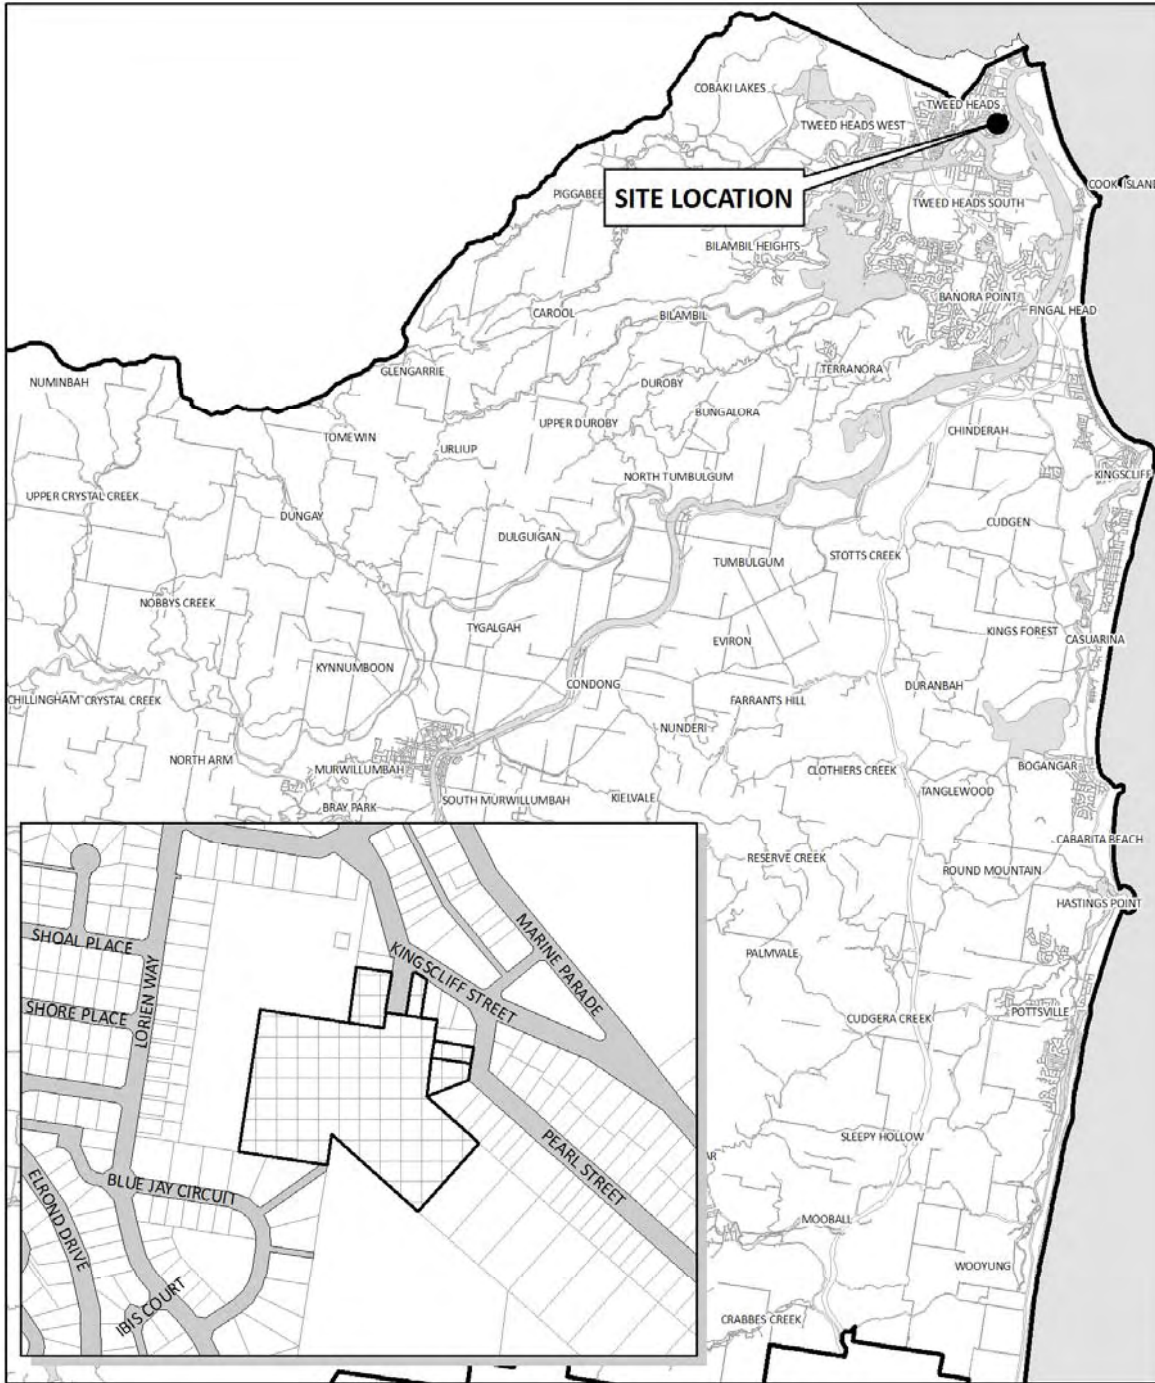 COBAKI LAKES
TWEED HEADS
TWEED HEADS WEST
SITE LOCATION
PIGGABEE
COOK ISLAND
TWEED HEADS SOUTH
BILAMBIL HEIGHTS
BANORA POINT
FINGAL HEAD
CAROOL
BILAMBIL
GLENGARRIE
TERRANORA
NUMINBAH
DUROBY
BUNGALORA
UPPER DUROBY
CHINDERAH
TOMEWIN
URLIUP
NORTH TUMBULGUM
KINGSCLIFF
UPPER CRYSTAL CREEK
DUNGAY
CUDGEN
DULGUIGAN
STOTTS CREEK
TUMBULGUM
NOBBYS CREEK
TYGALGAH
KINGS FOREST
EVIRON
CASUARINA
KYNNUMBOON
CONDONG
DURANBAH
CHILLINGHAM
CRYSTAL CREEK
FARRANTS HILL
NUNDERI
NORTH ARM
MURWILLUMBAH
CLOTHIERS CREEK
BOGANGAR
TANGLEWOOD
BRAY PARK
SOUTH MURWILLUMBAH
KIELVALE
CABARITA BEACH
RESERVE CREEK
ROUND MOUNTAIN
HASTINGS POINT
PALMVALE
POTTSVILLE
CUDGERA CREEK
SLEEPY HOLLOW
AR
MOOBALL
WOOYUNG
CRABBES CREEK
SHOAL PLACE
SHORE PLACE
LORIEN WAY
KINGSCLIFF STREET
MARINE PARADE
PEARL STREET
BLUE JAY CIRCUIT
ELROND DRIVE
IBIS COURT